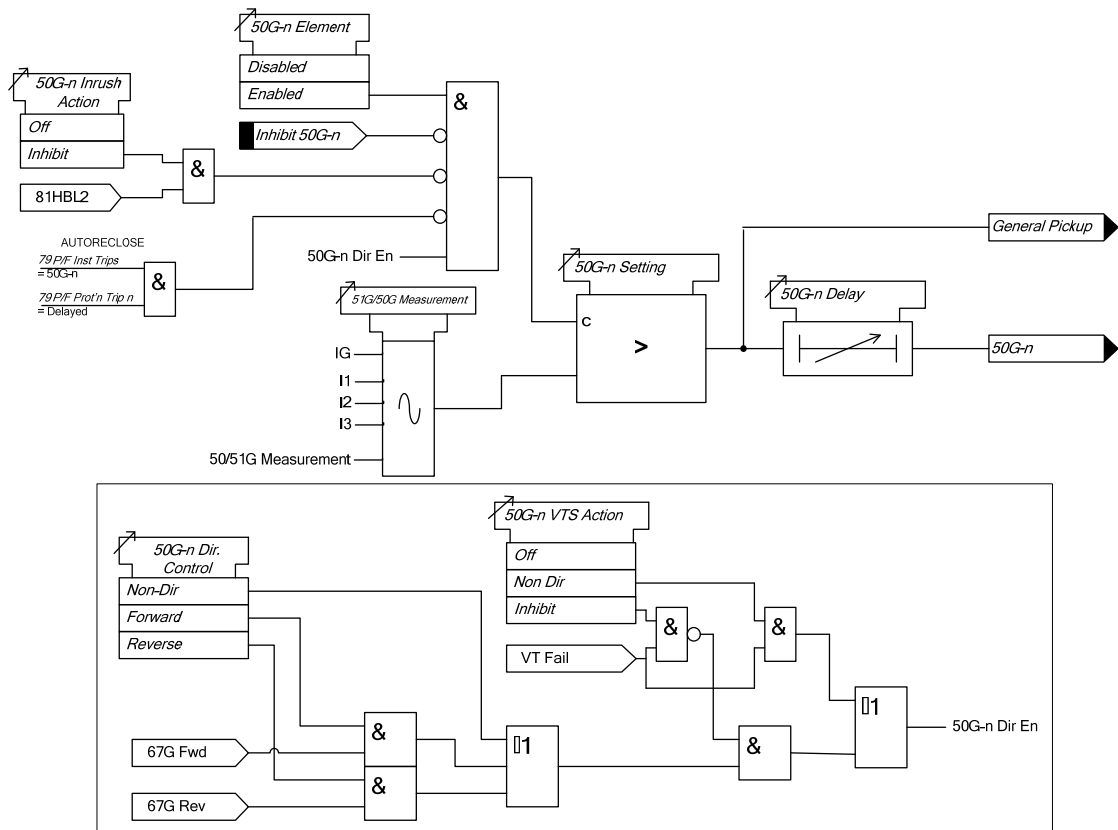 50G-n Element
Disabled
Enabled
&
50G-n Inrush
Action
Off
Inhibit
Inhibit 50G-n
&
81HBL2
AUTORECLOSE
79 P/F Inst Trips
= 50G-n
&
79 P/F Prot'n Trip n
= Delayed
50G-n Dir En
General Pickup
50G-n Setting
c
>
50G-n Delay
50G-n
51G/50G Measurement
IG
I1
I2
I3
50/51G Measurement
50G-n VTS Action
Off
Non Dir
Inhibit
&
&
VT Fail
50G-n Dir.
Control
Non-Dir
Forward
Reverse
▯1
50G-n Dir En
&
▯1
&
67G Fwd
&
67G Rev